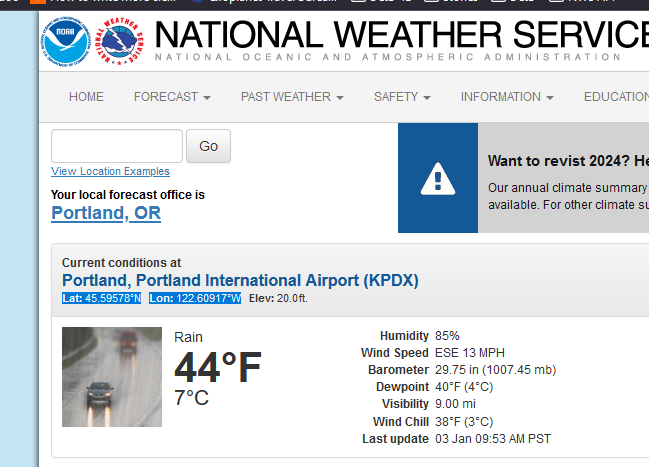 NOAA
NATIONAL WEATHER SERVICE
NATIONAL OCEANIC AND ATMOSPHERIC ADMINISTRATION
HOME FORECAST PAST WEATHER SAFETY INFORMATION EDUCATION
Go
View Location Examples
Your local forecast office is
Portland, OR
Want to revist 2024? He
Our annual climate summary
available. For other climate su
Current conditions at
Portland, Portland International Airport (KPDX)
Lat: 45.59578°N Lon: 122.60917°W Elev: 20.0ft.
Rain
44°F
7°C
Humidity 85%
Wind Speed ESE 13 MPH
Barometer 29.75 in (1007.45 mb)
Dewpoint 40°F (4°C)
Visibility 9.00 mi
Wind Chill 38°F (3°C)
Last update 03 Jan 09:53 AM PST